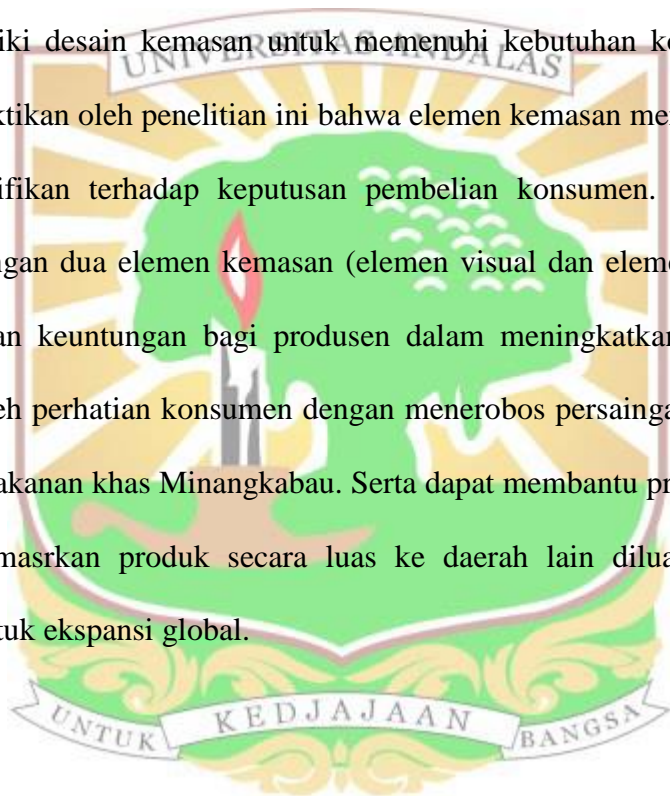 UNIVERSITAS ANDALAS
iki desain kemasan untuk memenuhi kebutuhan ko
ktikan oleh penelitian ini bahwa elemen kemasan me
ifikan terhadap keputusan pembelian konsumen.
ngan dua elemen kemasan (elemen visual dan eleme
an keuntungan bagi produsen dalam meningkatkan
eh perhatian konsumen dengan menerobos persainga
akanan khas Minangkabau. Serta dapat membantu pr
masrkan produk secara luas ke daerah lain dilua
tuk ekspansi global.
UNTUK KEDJAJAAN BANGSA